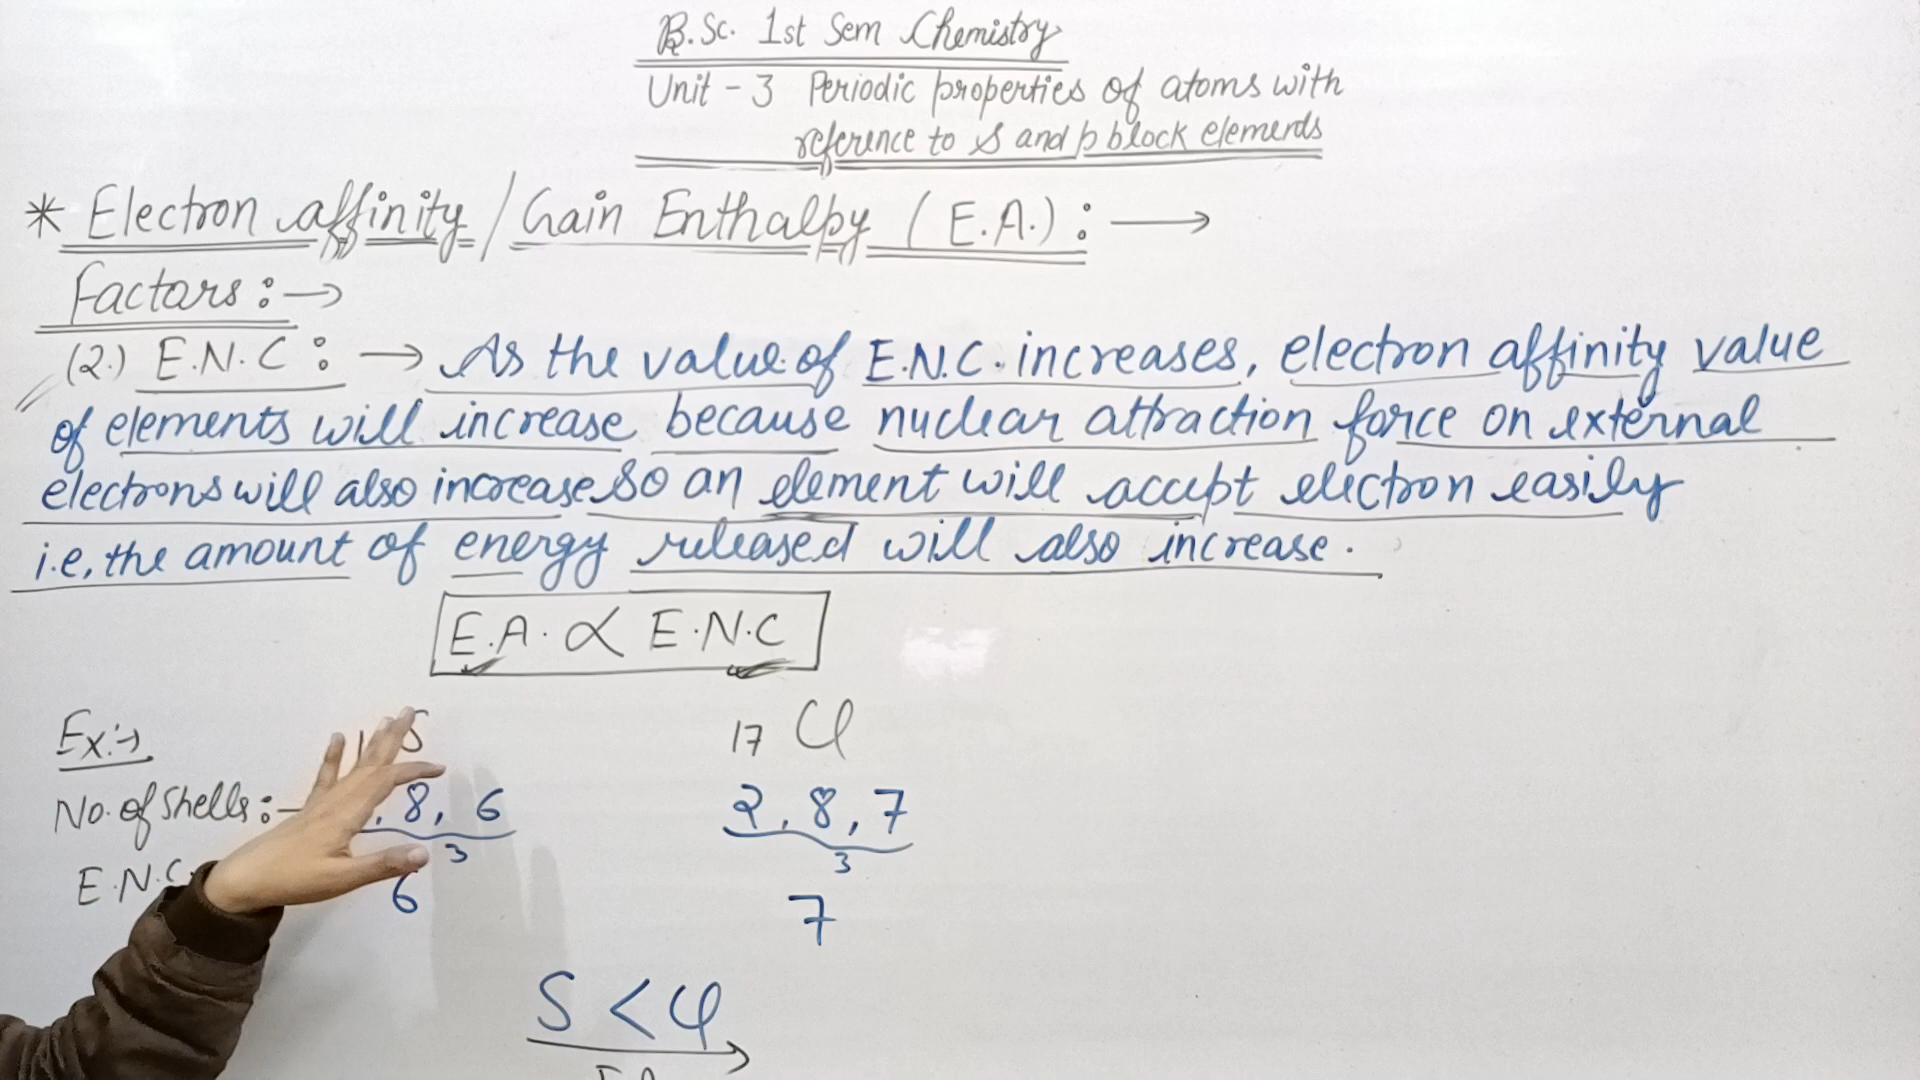 B.Sc. 1st Sem Chemistry
Unit - 3 Periodic properties of atoms with
reference to s and p block elements
* Electron affinity / Gain Enthalpy (E.A.) : →
Factors : →
(2.) E.N.C : → As the value of E.N.C. increases, electron affinity value
of elements will increase because nuclear attraction force on external
electrons will also increase so an element will accept electron easily
i.e, the amount of energy released will also increase.
E.A. ∝ E.N.C
Ex:→ S 17 Cl
No. of Shells :- , 8, 6 2, 8, 7
3 3
E.N.C. 6 7
S < Cl